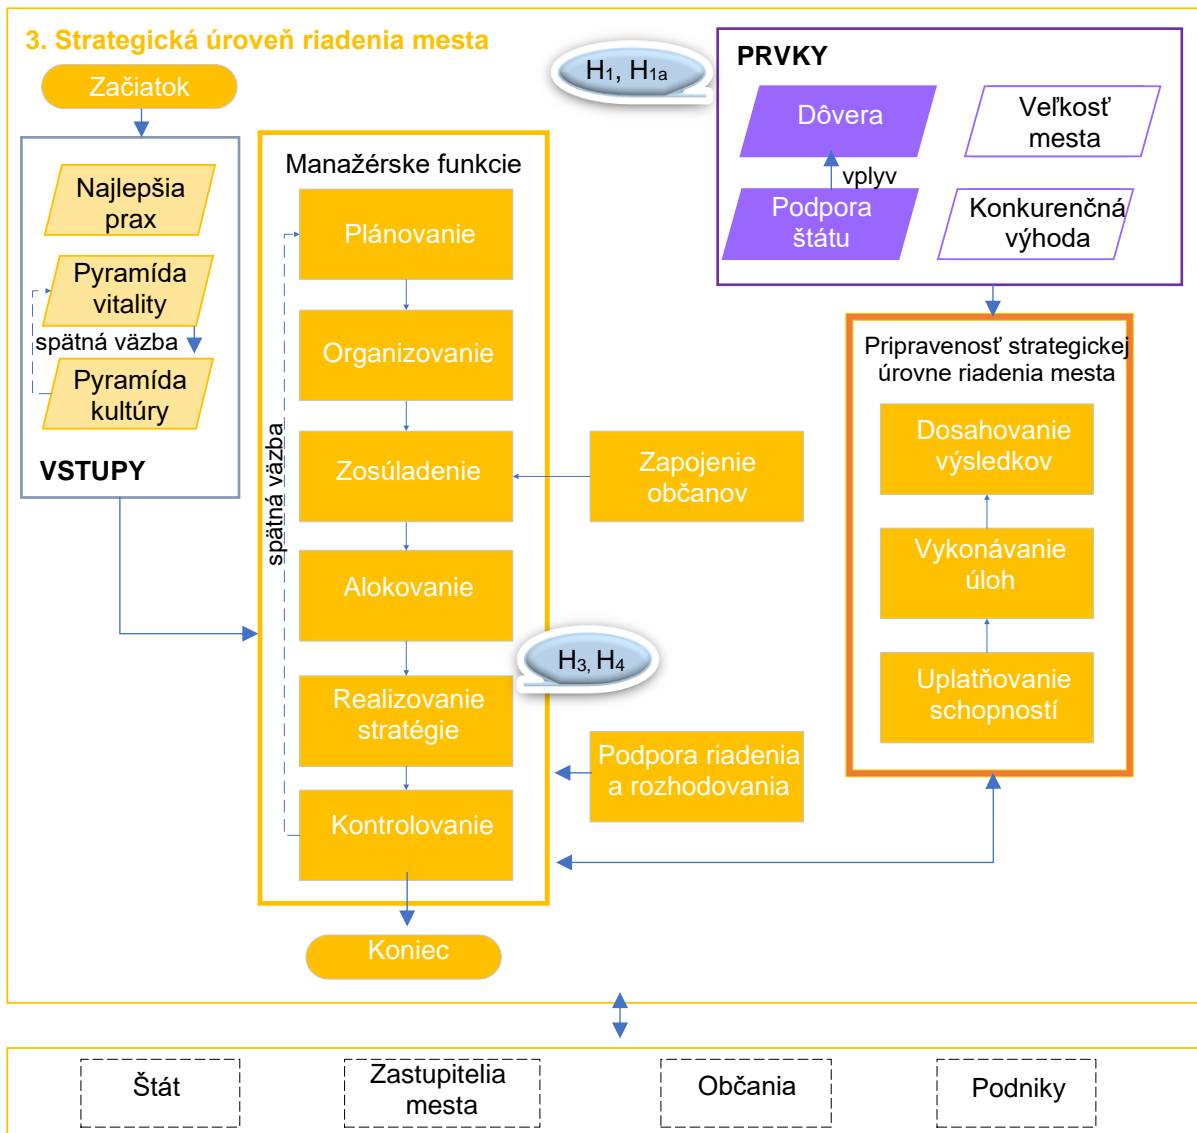 3. Strategická úroveň riadenia mesta
Začiatok
Najlepšia
prax
Pyramída
vitality
spätná väzba
Pyramída
kultúry
VSTUPY
Manažérske funkcie
Plánovanie
Organizovanie
Zosúladenie
Alokovanie
Realizovanie
stratégie
Kontrolovanie
spätná väzba
Koniec
Zapojenie
občanov
H3, H4
Podpora riadenia
a rozhodovania
H1, H1a
PRVKY
Dôvera
vplyv
Podpora
štátu
Veľkosť
mesta
Konkurenčná
výhoda
Pripravenosť strategickej
úrovne riadenia mesta
Dosahovanie
výsledkov
Vykonávanie
úloh
Uplatňovanie
schopností
Štát
Zastupitelia
mesta
Občania
Podniky